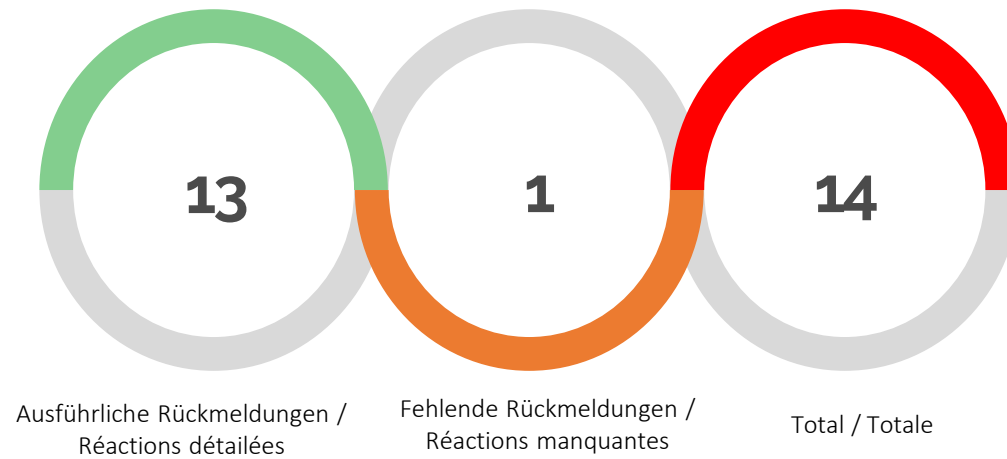 13
1
14
Ausführliche Rückmeldungen /
Réactions détailées
Fehlende Rückmeldungen /
Réactions manquantes
Total / Totale